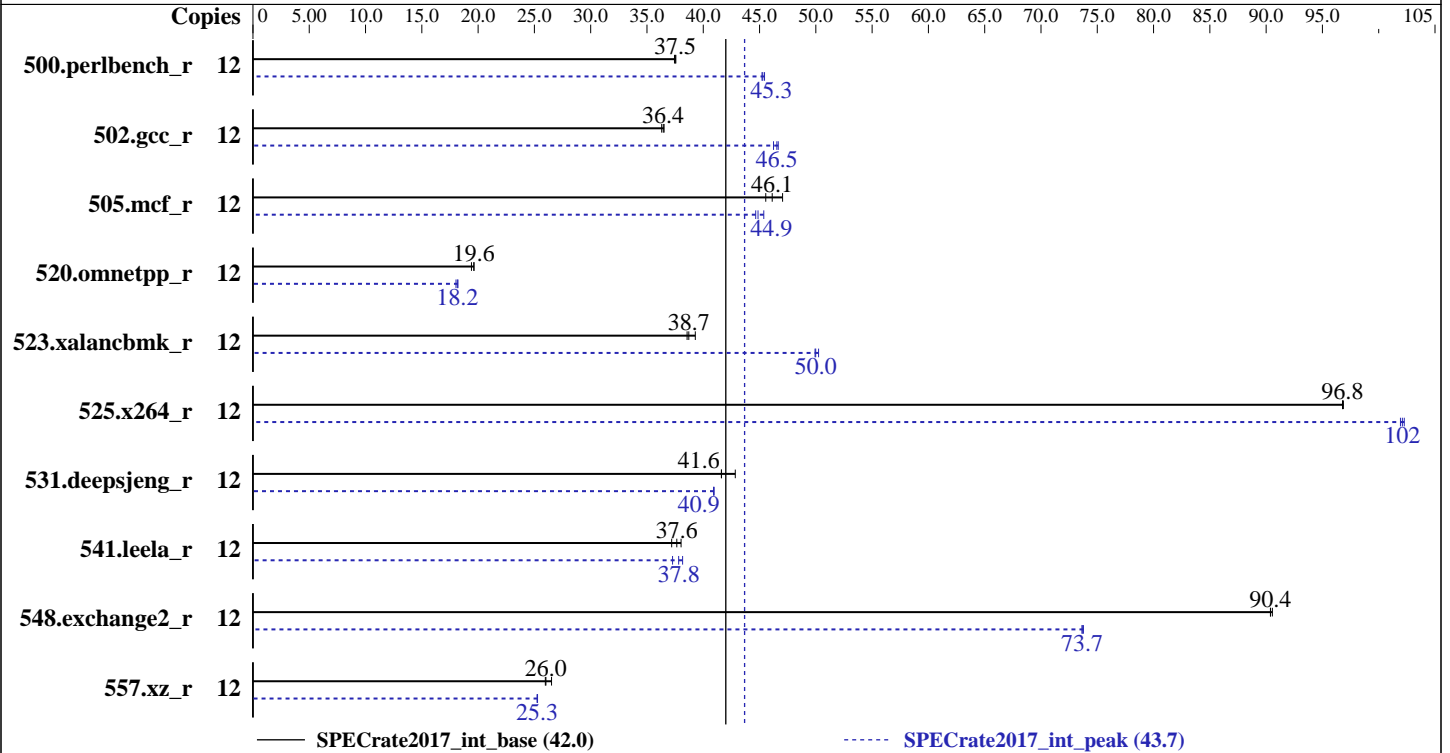 Copies 0 5.00 10.0 15.0 20.0 25.0 30.0 35.0 40.0 45.0 50.0 55.0 60.0 65.0 70.0 75.0 80.0 85.0 90.0 95.0 105
37.5
500.perlbench_r 12
45.3
36.4
502.gcc_r 12
46.5
46.1
505.mcf_r 12
44.9
19.6
520.omnetpp_r 12
18.2
38.7
523.xalancbmk_r 12
50.0
96.8
525.x264_r 12
102
41.6
531.deepsjeng_r 12
40.9
37.6
541.leela_r 12
37.8
90.4
548.exchange2_r 12
73.7
26.0
557.xz_r 12
25.3
SPECrate2017_int_base (42.0) SPECrate2017_int_peak (43.7)